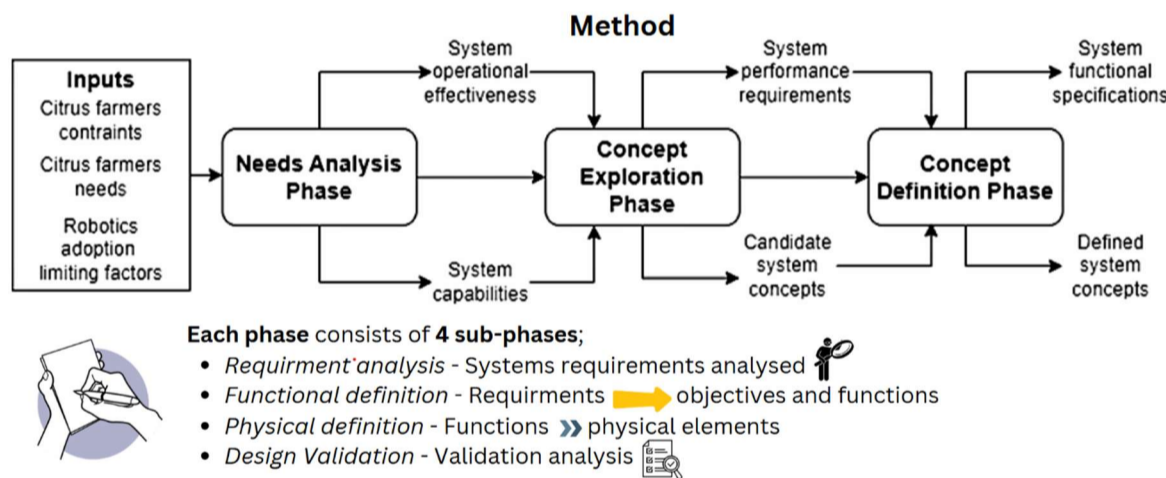 Method
Inputs
Citrus farmers
contraints
Citrus farmers
needs
Robotics
adoption
limiting factors
Needs Analysis
Phase
System
operational
effectiveness
System
capabilities
Concept
Exploration
Phase
System
performance
requirements
Candidate
system
concepts
Concept
Definition Phase
System
functional
specifications
Defined
system
concepts
Each phase consists of 4 sub-phases;
• Requirment analysis - Systems requirements analysed
• Functional definition - Requirments objectives and functions
• Physical definition - Functions physical elements
• Design Validation - Validation analysis